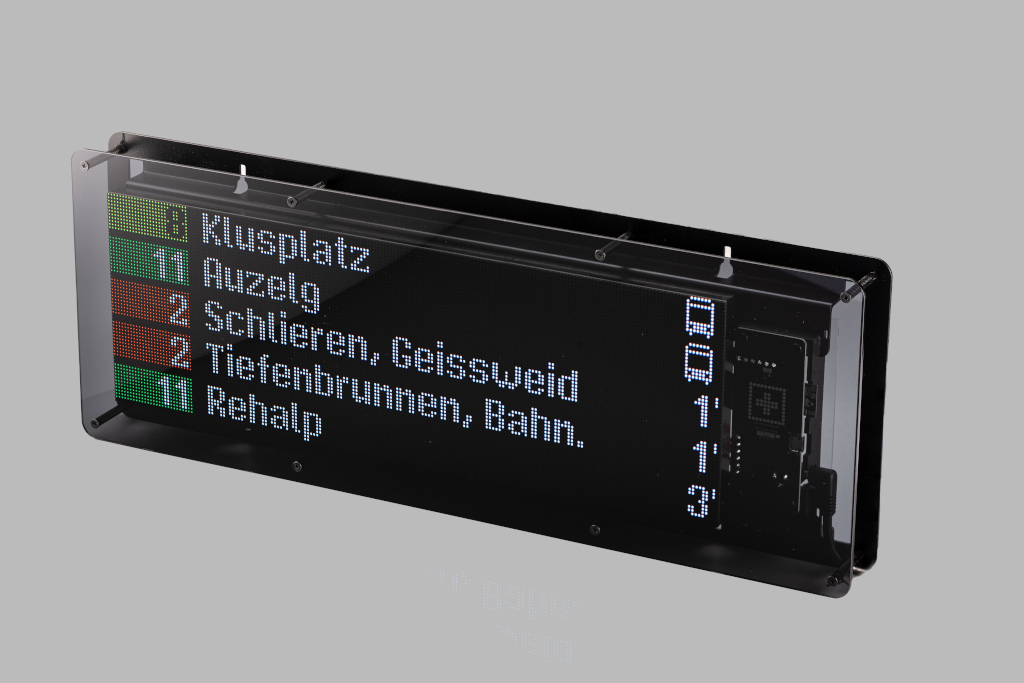 8 Klusplatz
11 Auzelg
2 Schlieren, Geissweid 1'
2 Tiefenbrunnen, Bahn. 1'
11 Rehalp 3'